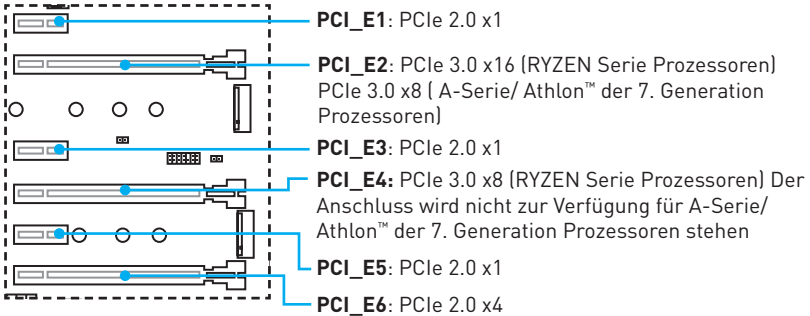 PCI_E1: PCIe 2.0 x1
PCI_E2: PCIe 3.0 x16 (RYZEN Serie Prozessoren)
PCIe 3.0 x8 ( A-Serie/ Athlon™ der 7. Generation
Prozessoren)
PCI_E3: PCIe 2.0 x1
PCI_E4: PCIe 3.0 x8 (RYZEN Serie Prozessoren) Der
Anschluss wird nicht zur Verfügung für A-Serie/
Athlon™ der 7. Generation Prozessoren stehen
PCI_E5: PCIe 2.0 x1
PCI_E6: PCIe 2.0 x4